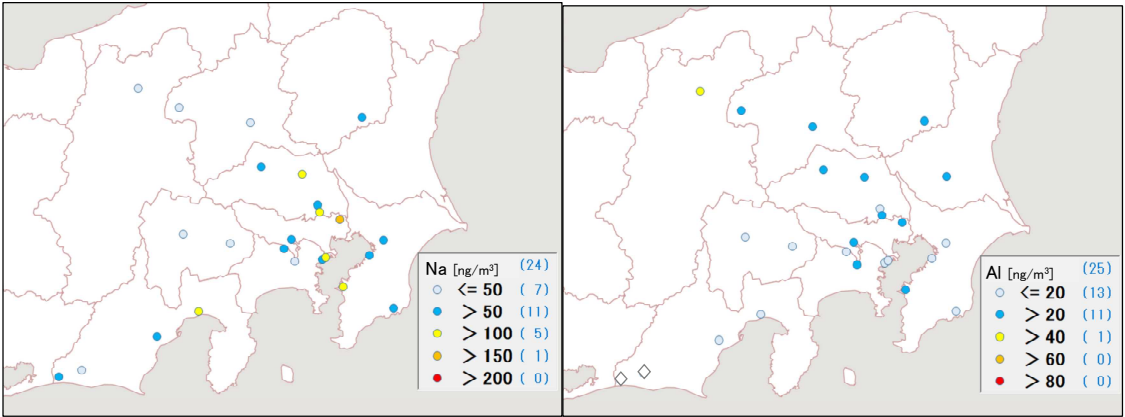 Na [ng/m³] (24)
<= 50 ( 7)
> 50 (11)
> 100 ( 5)
> 150 ( 1)
> 200 ( 0)
Al [ng/m³] (25)
<= 20 (13)
> 20 (11)
> 40 ( 1)
> 60 ( 0)
> 80 ( 0)